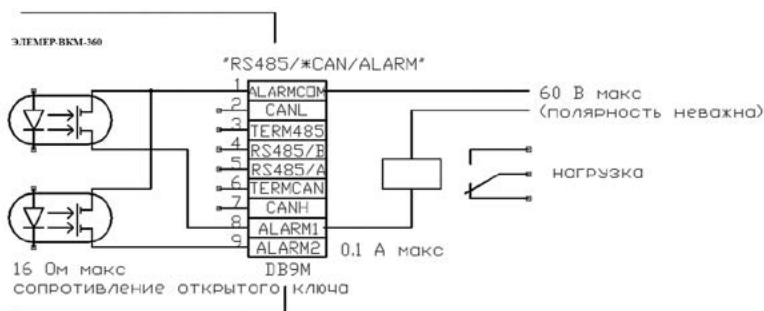 ЭЛЕМЕР-ВКМ-360
"RS485/*CAN/ALARM"
1 ALARMCOM
2 CANL
3 TERM485
4 RS485/B
5 RS485/A
6 TERMCAN
7 CANH
8 ALARM1
9 ALARM2
DB9M
60 В макс
(полярность неважна)
нагрузка
0.1 А макс
16 Ом макс
сопротивление открытого ключа